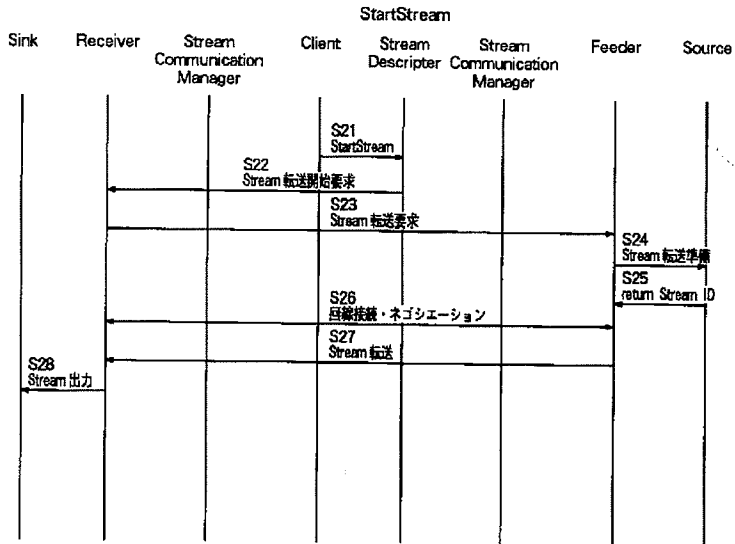 StartStream
Sink
Receiver
Stream
Communication
Manager
Client
Stream
Descripter
Stream
Communication
Manager
Feeder
Source
S21
StartStream
S22
Stream 転送開始要求
S23
Stream 転送要求
S24
Stream 転送準備
S25
return Stream ID
S26
回線接続・ネゴシエーション
S27
Stream 転送
S28
Stream 出力